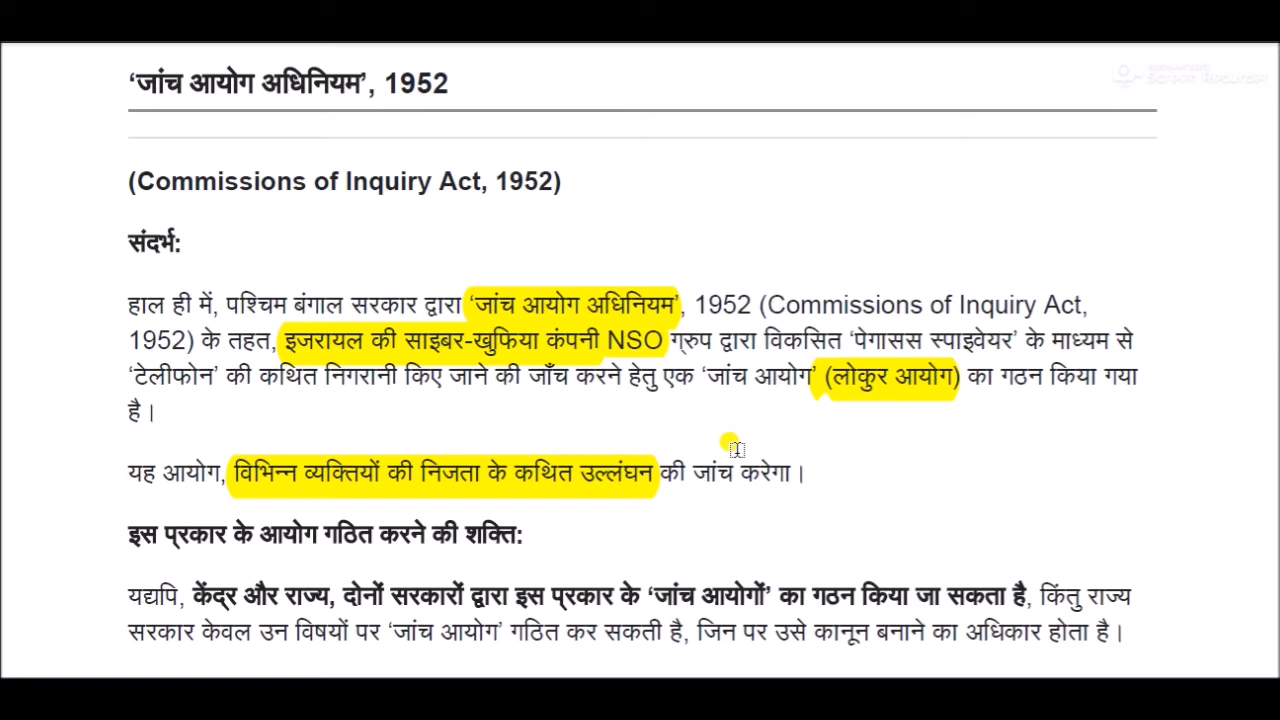 ‘जांच आयोग अधिनियम’, 1952
(Commissions of Inquiry Act, 1952)
संदर्भ:
हाल ही में, पश्चिम बंगाल सरकार द्वारा ‘जांच आयोग अधिनियम’, 1952 (Commissions of Inquiry Act,
1952) के तहत, इजरायल की साइबर-खुफिया कंपनी NSO ग्रुप द्वारा विकसित ‘पेगासस स्पाइवेयर’ के माध्यम से
‘टेलीफोन’ की कथित निगरानी किए जाने की जाँच करने हेतु एक ‘जांच आयोग’ (लोकुर आयोग) का गठन किया गया
है।
यह आयोग, विभिन्न व्यक्तियों की निजता के कथित उल्लंघन की जांच करेगा।
इस प्रकार के आयोग गठित करने की शक्ति:
यद्यपि, केंद्र और राज्य, दोनों सरकारों द्वारा इस प्रकार के ‘जांच आयोगों’ का गठन किया जा सकता है, किंतु राज्य
सरकार केवल उन विषयों पर ‘जांच आयोग’ गठित कर सकती है, जिन पर उसे कानून बनाने का अधिकार होता है।